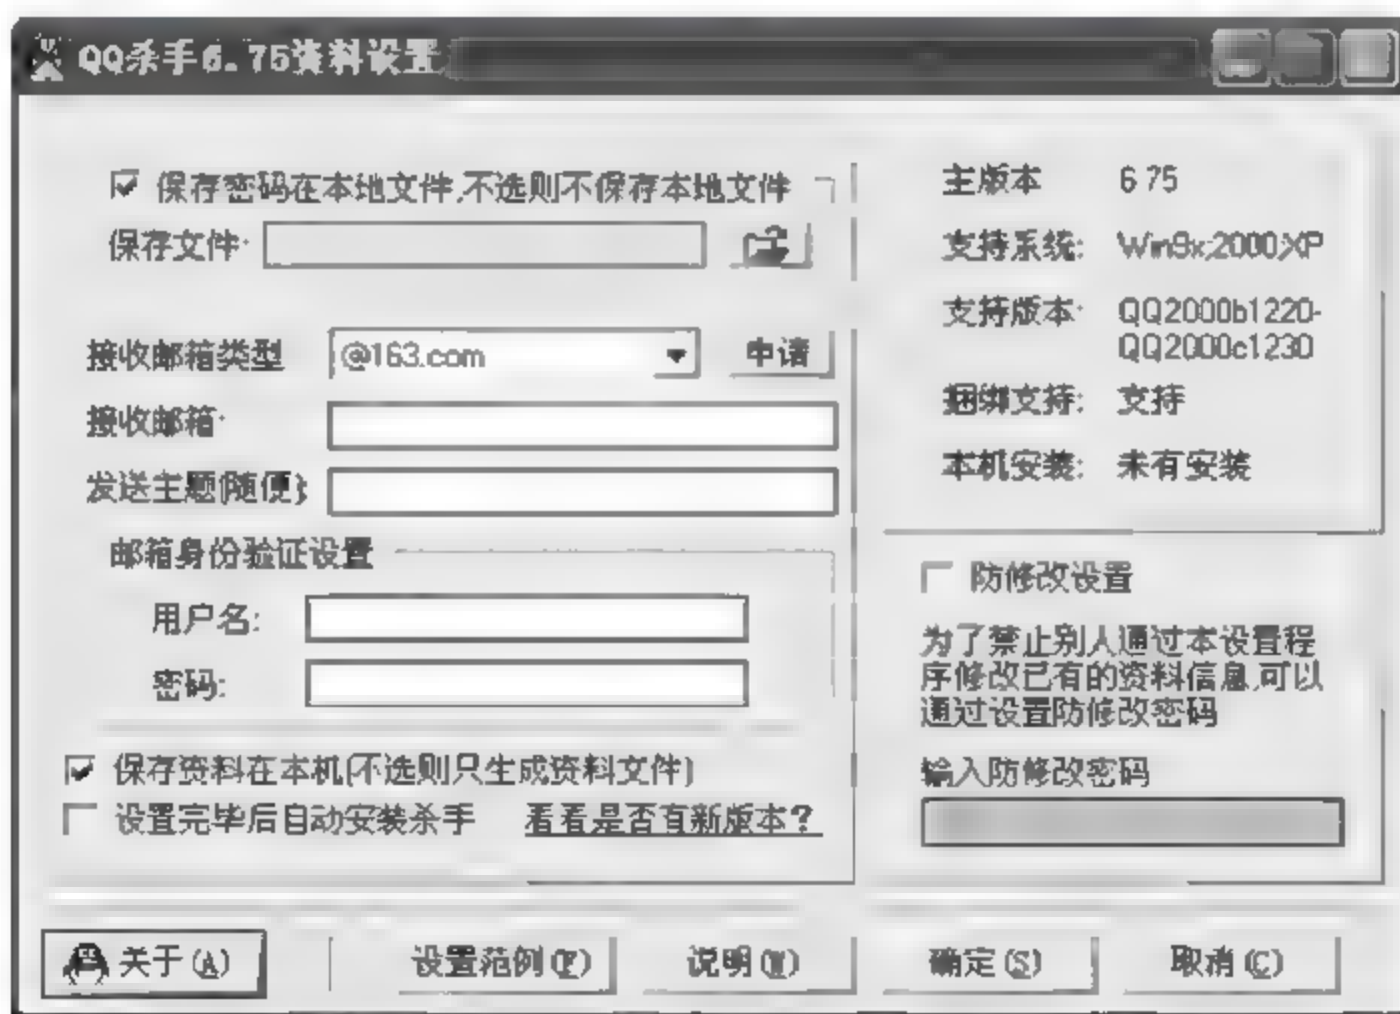 QQ杀手6.75资料设置
保存密码在本地文件,不选则不保存本地文件
保存文件:
接收邮箱类型 @163.com 申请
接收邮箱:
发送主题(随便):
邮箱身份验证设置
用户名:
密码:
保存资料在本机(不选则只生成资料文件)
设置完毕后自动安装杀手 看看是否有新版本?
主版本 6.75
支持系统: Win9x;2000;XP
支持版本: QQ2000b1220-
QQ2000c1230
捆绑支持: 支持
本机安装: 未有安装
防修改设置
为了禁止别人通过本设置程
序修改已有的资料信息,可以
通过设置防修改密码
输入防修改密码
关于(A) 设置范例(F) 说明(W) 确定(S) 取消(C)